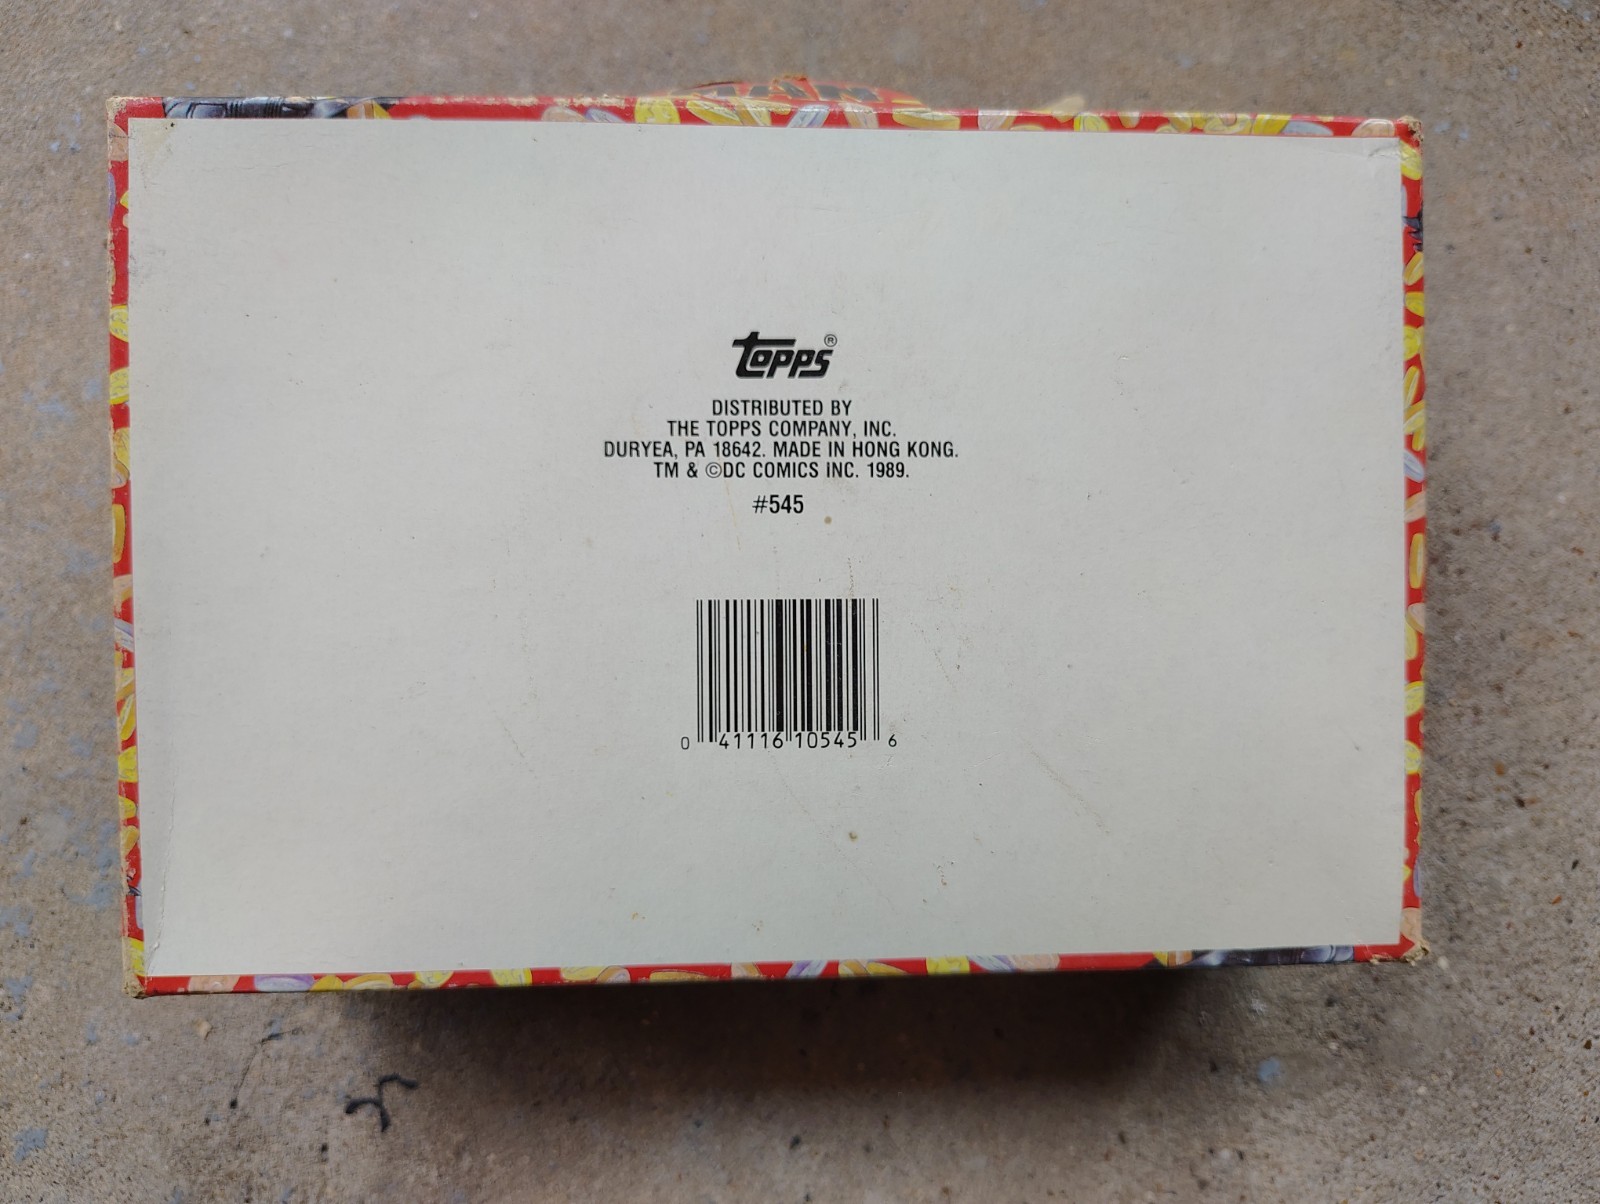 topps®
DISTRIBUTED BY
THE TOPPS COMPANY, INC.
DURYEA, PA 18642. MADE IN HONG KONG.
TM & ©DC COMICS INC. 1989.
#545
0 41116 10545 6